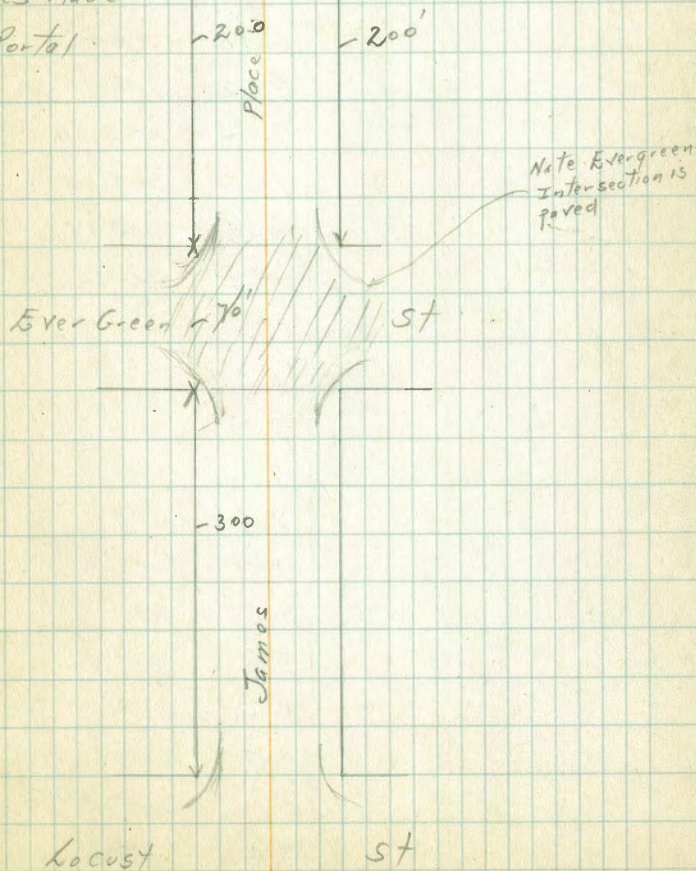 Portal
200
200'
Place
Note Evergreen
Intersection is
paved
Ever Green 70' St
300
James
Locust St